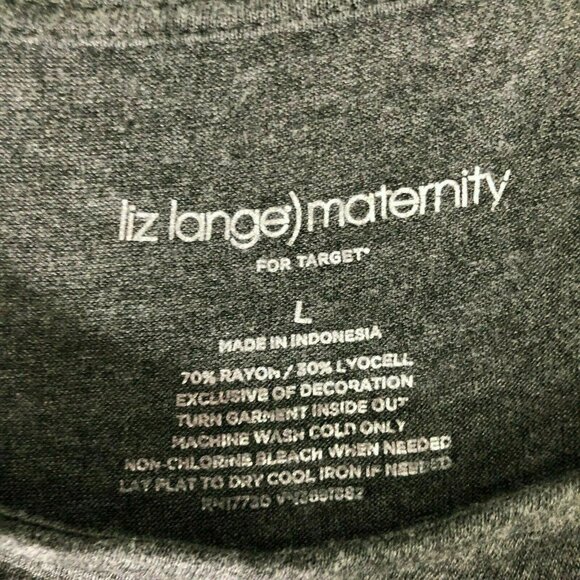 liz lange)maternity
FOR TARGET®
L
MADE IN INDONESIA
70% RAYON / 30% LYOCELL
EXCLUSIVE OF DECORATION
TURN GARMENT INSIDE OUT
MACHINE WASH COLD ONLY
NON-CHLORINE BLEACH WHEN NEEDED
LAY FLAT TO DRY COOL IRON IF NEEDED